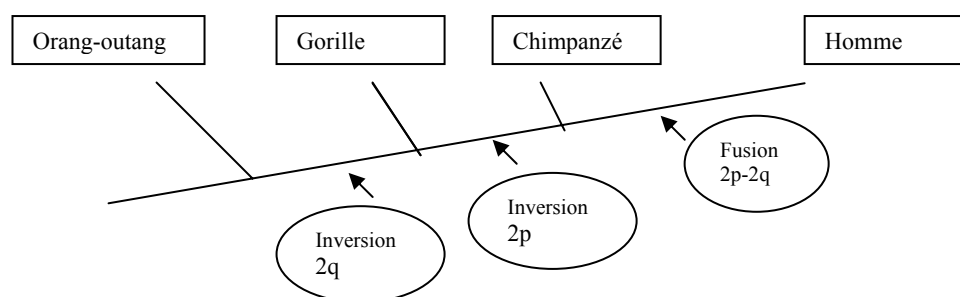 Orang-outang
Gorille
Chimpanzé
Homme
Fusion
2p-2q
Inversion
2p
Inversion
2q